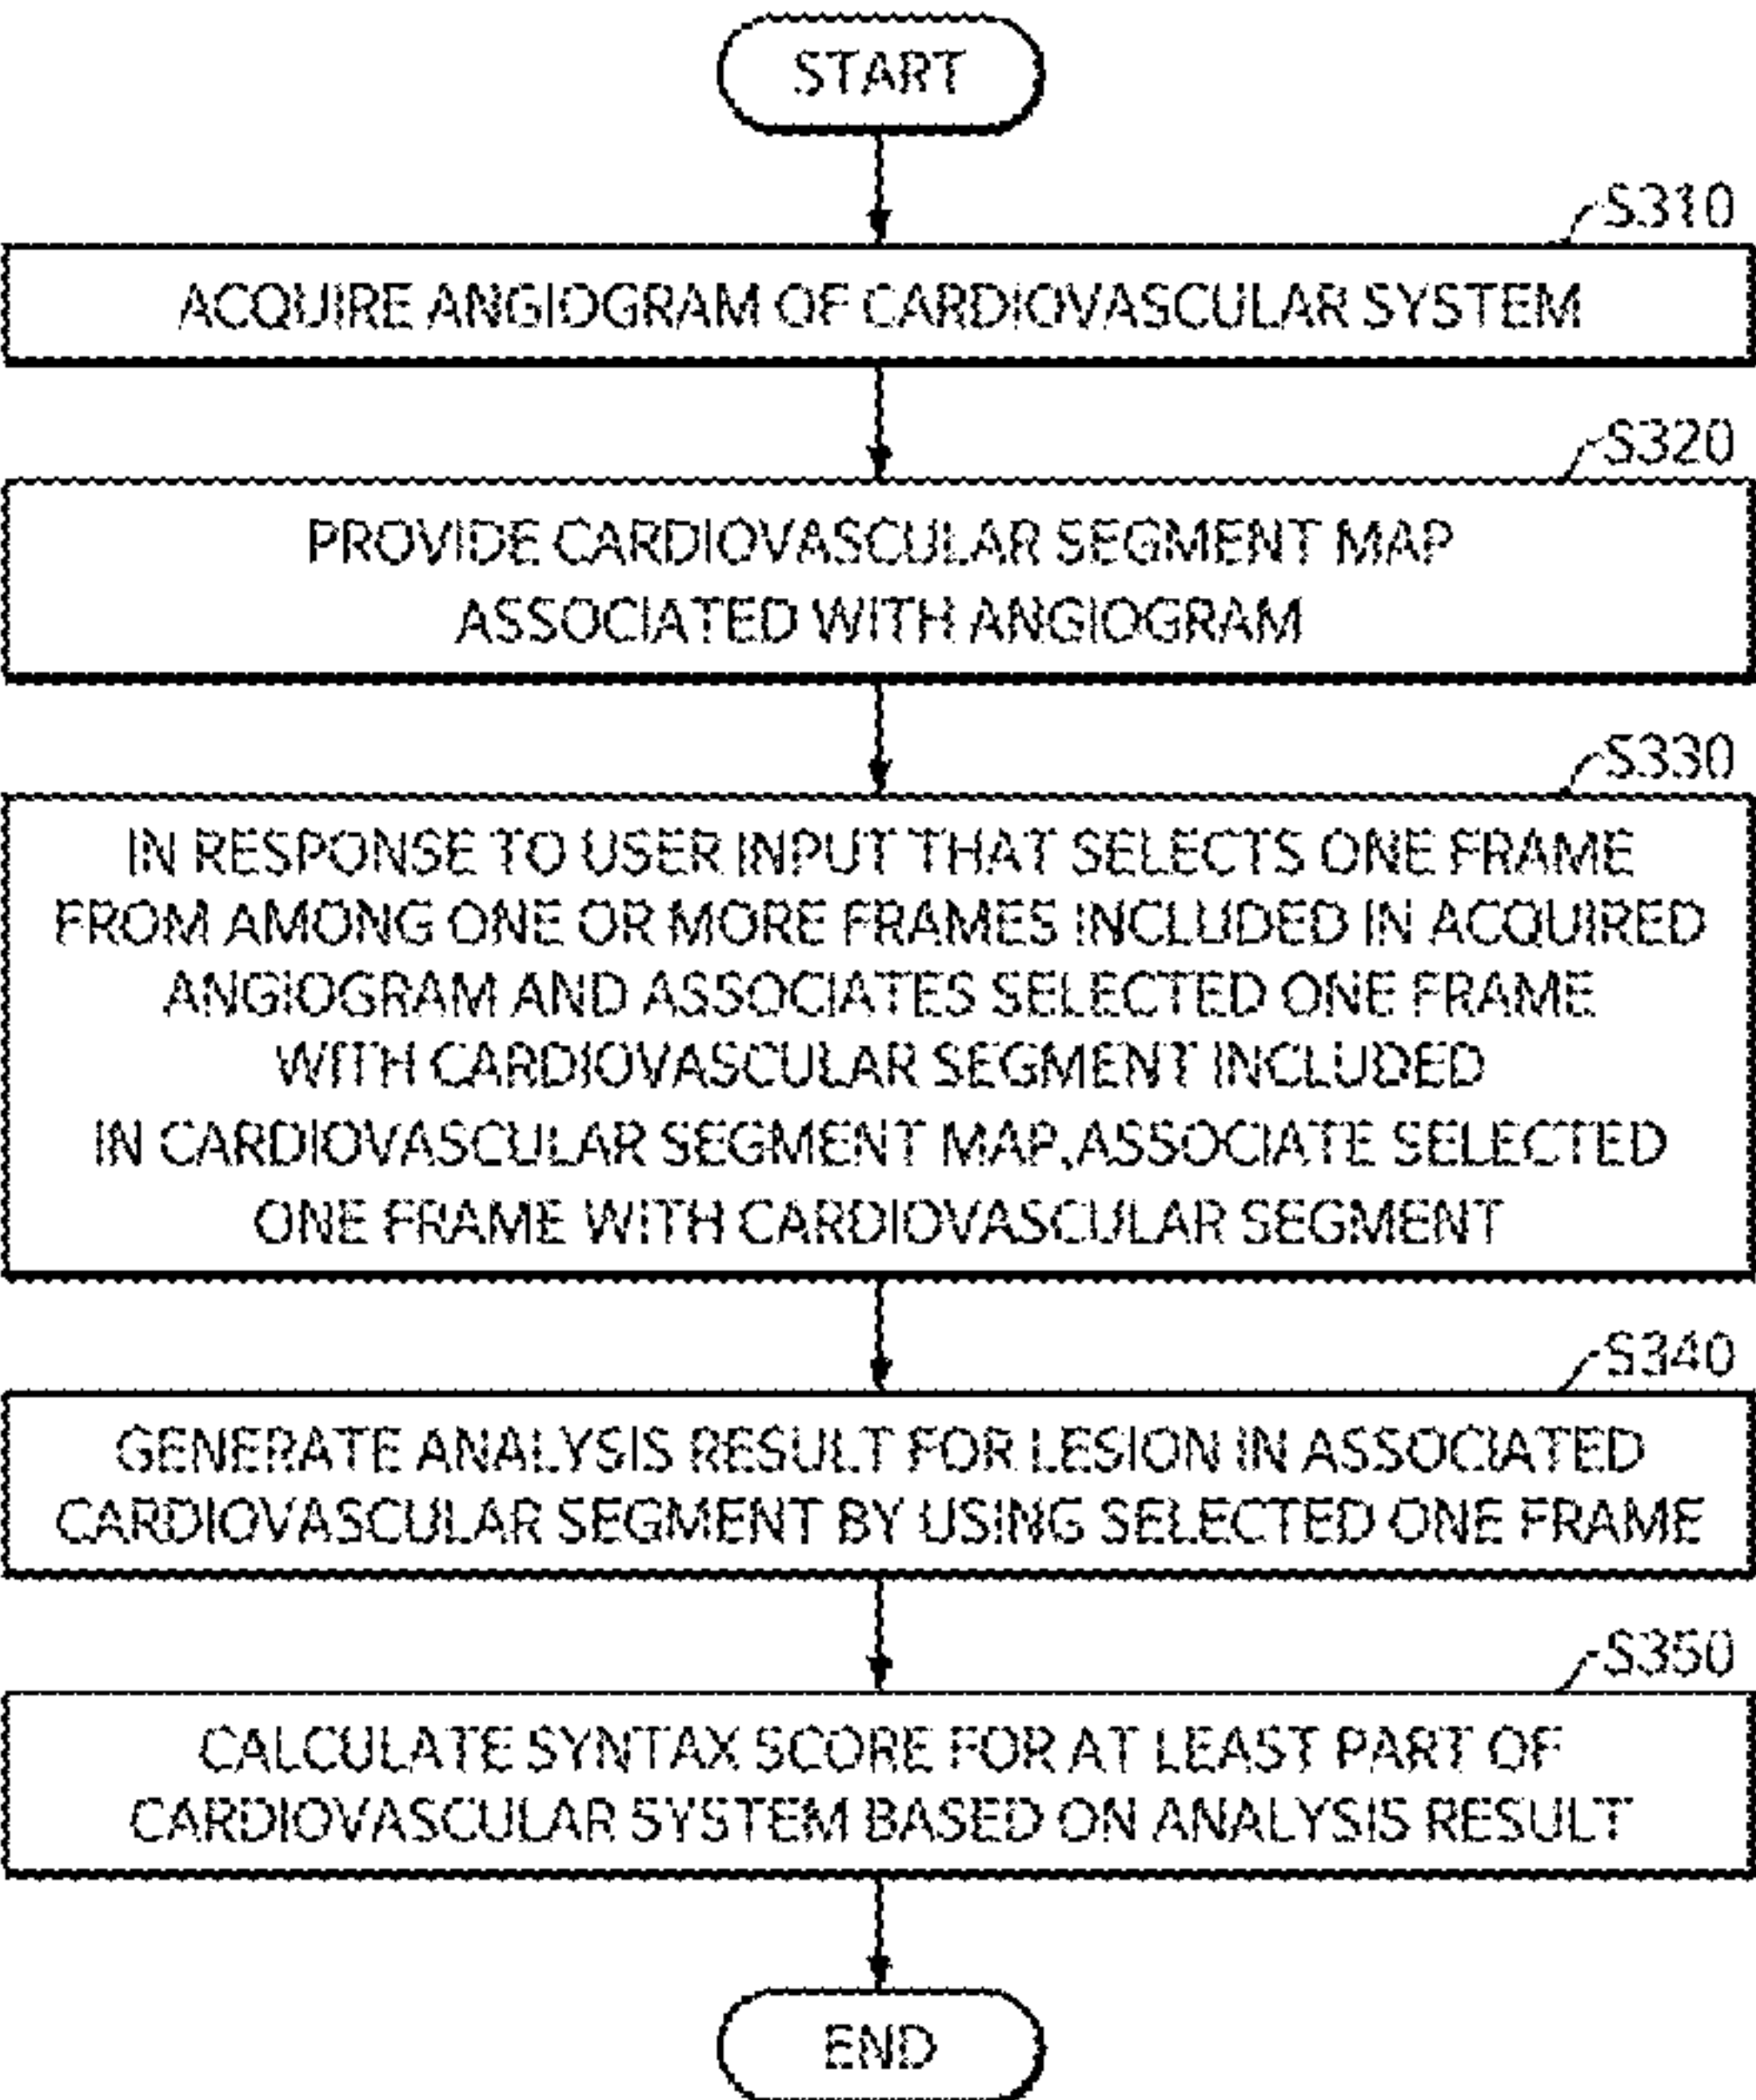 START
S310
ACQUIRE ANGIOGRAM OF CARDIOVASCULAR SYSTEM
S320
PROVIDE CARDIOVASCULAR SEGMENT MAP
ASSOCIATED WITH ANGIOGRAM
S330
IN RESPONSE TO USER INPUT THAT SELECTS ONE FRAME
FROM AMONG ONE OR MORE FRAMES INCLUDED IN ACQUIRED
ANGIOGRAM AND ASSOCIATES SELECTED ONE FRAME
WITH CARDIOVASCULAR SEGMENT INCLUDED
IN CARDIOVASCULAR SEGMENT MAP, ASSOCIATE SELECTED
ONE FRAME WITH CARDIOVASCULAR SEGMENT
S340
GENERATE ANALYSIS RESULT FOR LESION IN ASSOCIATED
CARDIOVASCULAR SEGMENT BY USING SELECTED ONE FRAME
S350
CALCULATE SYNTAX SCORE FOR AT LEAST PART OF
CARDIOVASCULAR SYSTEM BASED ON ANALYSIS RESULT
END